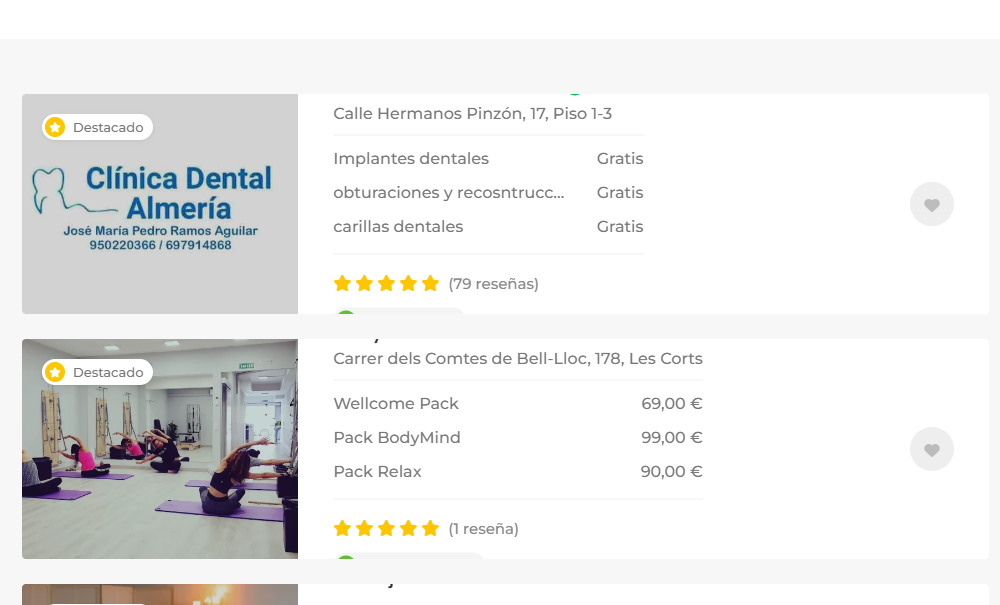 Destacado
Clínica Dental
Almería
José María Pedro Ramos Aguilar
950220366 / 697914868
Calle Hermanos Pinzón, 17, Piso 1-3
Implantes dentales Gratis
obturaciones y recosntrucc... Gratis
carillas dentales Gratis
(79 reseñas)
Destacado
Carrer dels Comtes de Bell-Lloc, 178, Les Corts
Wellcome Pack 69,00 €
Pack BodyMind 99,00 €
Pack Relax 90,00 €
(1 reseña)